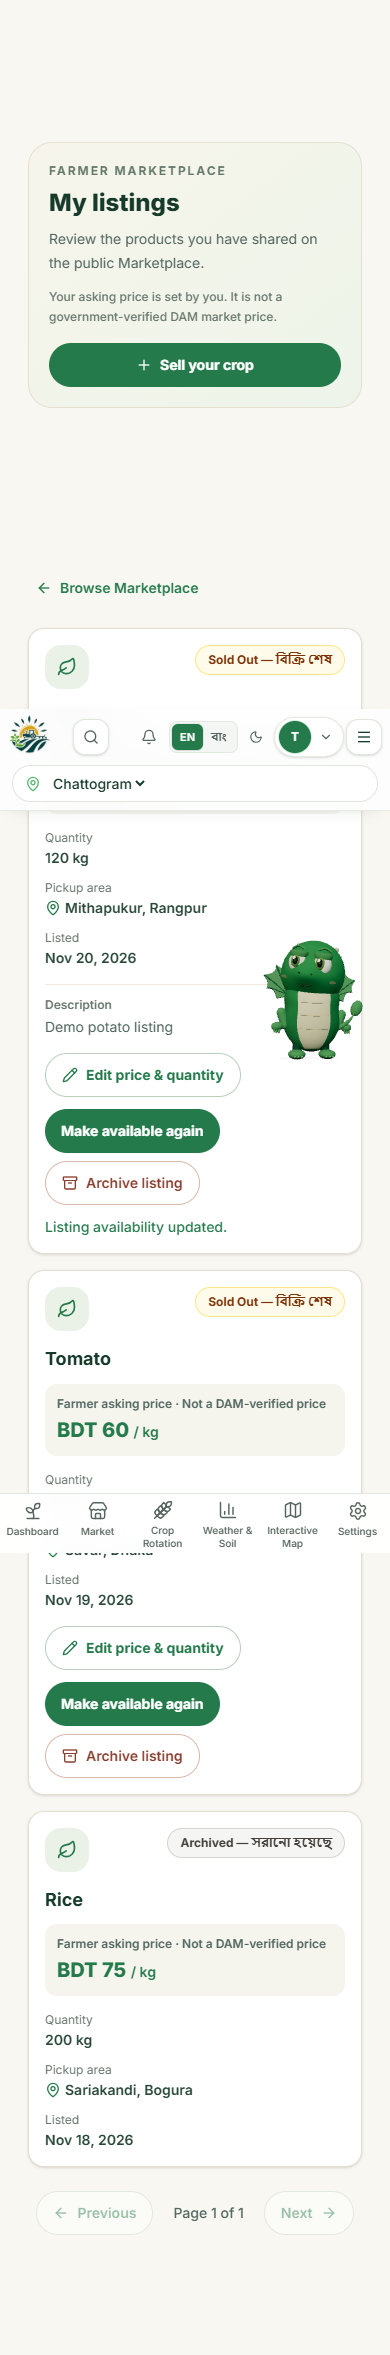 FARMER MARKETPLACE
My listings
Review the products you have shared on
the public Marketplace.
Your asking price is set by you. It is not a
government-verified DAM market price.
Sell your crop
Browse Marketplace
Sold Out — বিক্রি শেষ
EN
বাং
T
Chattogram
Quantity
120 kg
Pickup area
Mithapukur, Rangpur
Listed
Nov 20, 2026
Description
Demo potato listing
Edit price & quantity
Make available again
Archive listing
Listing availability updated.
Sold Out — বিক্রি শেষ
Tomato
Farmer asking price · Not a DAM-verified price
BDT 60 / kg
Quantity
Dashboard
Market
Crop
Rotation
Weather &
Soil
Interactive
Map
Settings
Listed
Nov 19, 2026
Edit price & quantity
Make available again
Archive listing
Archived — সরানো হয়েছে
Rice
Farmer asking price · Not a DAM-verified price
BDT 75 / kg
Quantity
200 kg
Pickup area
Sariakandi, Bogura
Listed
Nov 18, 2026
Previous
Page 1 of 1
Next